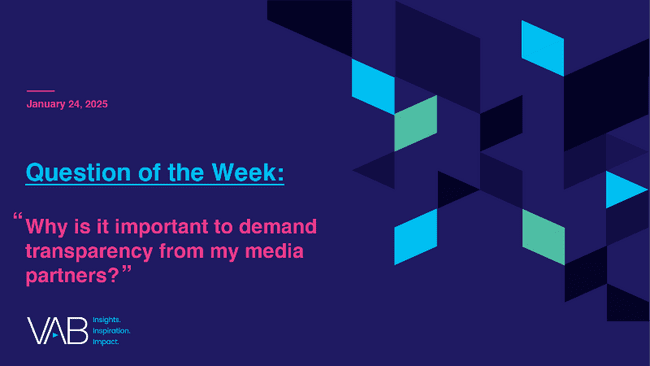 January 24, 2025
Question of the Week:
“Why is it important to demand
transparency from my media
partners?”
VAB
Insights.
Inspiration.
Impact.